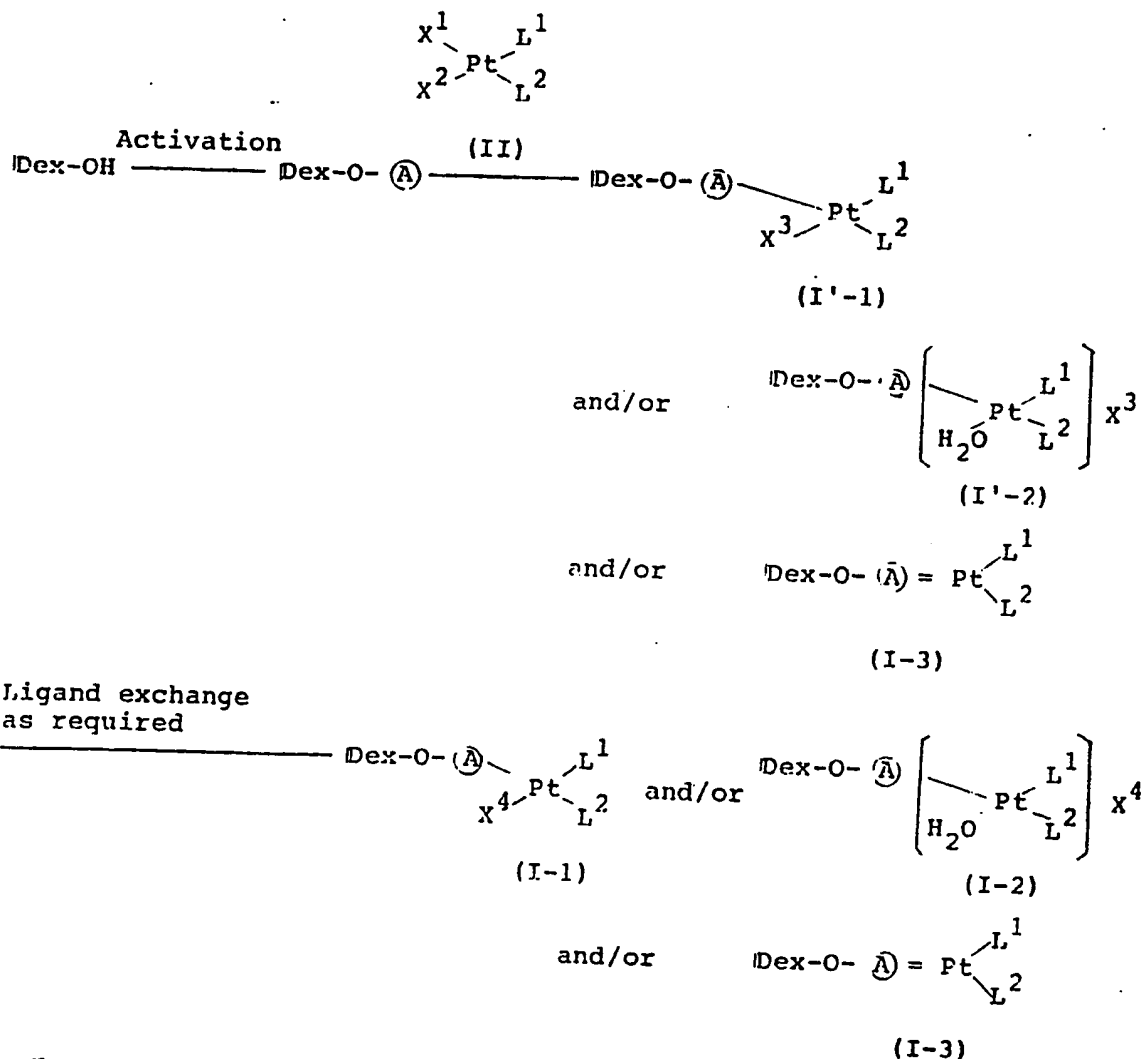 X1 L1
Pt
X2 L2
Activation (II)
Dex-OH Dex-O-A Dex-O-A Pt L1
X3 L2
(I'-1)
and/or Dex-O-A [ Pt L1 ] X3
H2O L2
(I'-2)
and/or Dex-O-(A) = Pt L1
L2
(I-3)
Ligand exchange
as required
Dex-O-A Pt L1 and/or Dex-O-A [ Pt L1 ] X4
X4 L2 H2O L2
(I-1) (I-2)
and/or Dex-O-A = Pt L1
L2
(I-3)